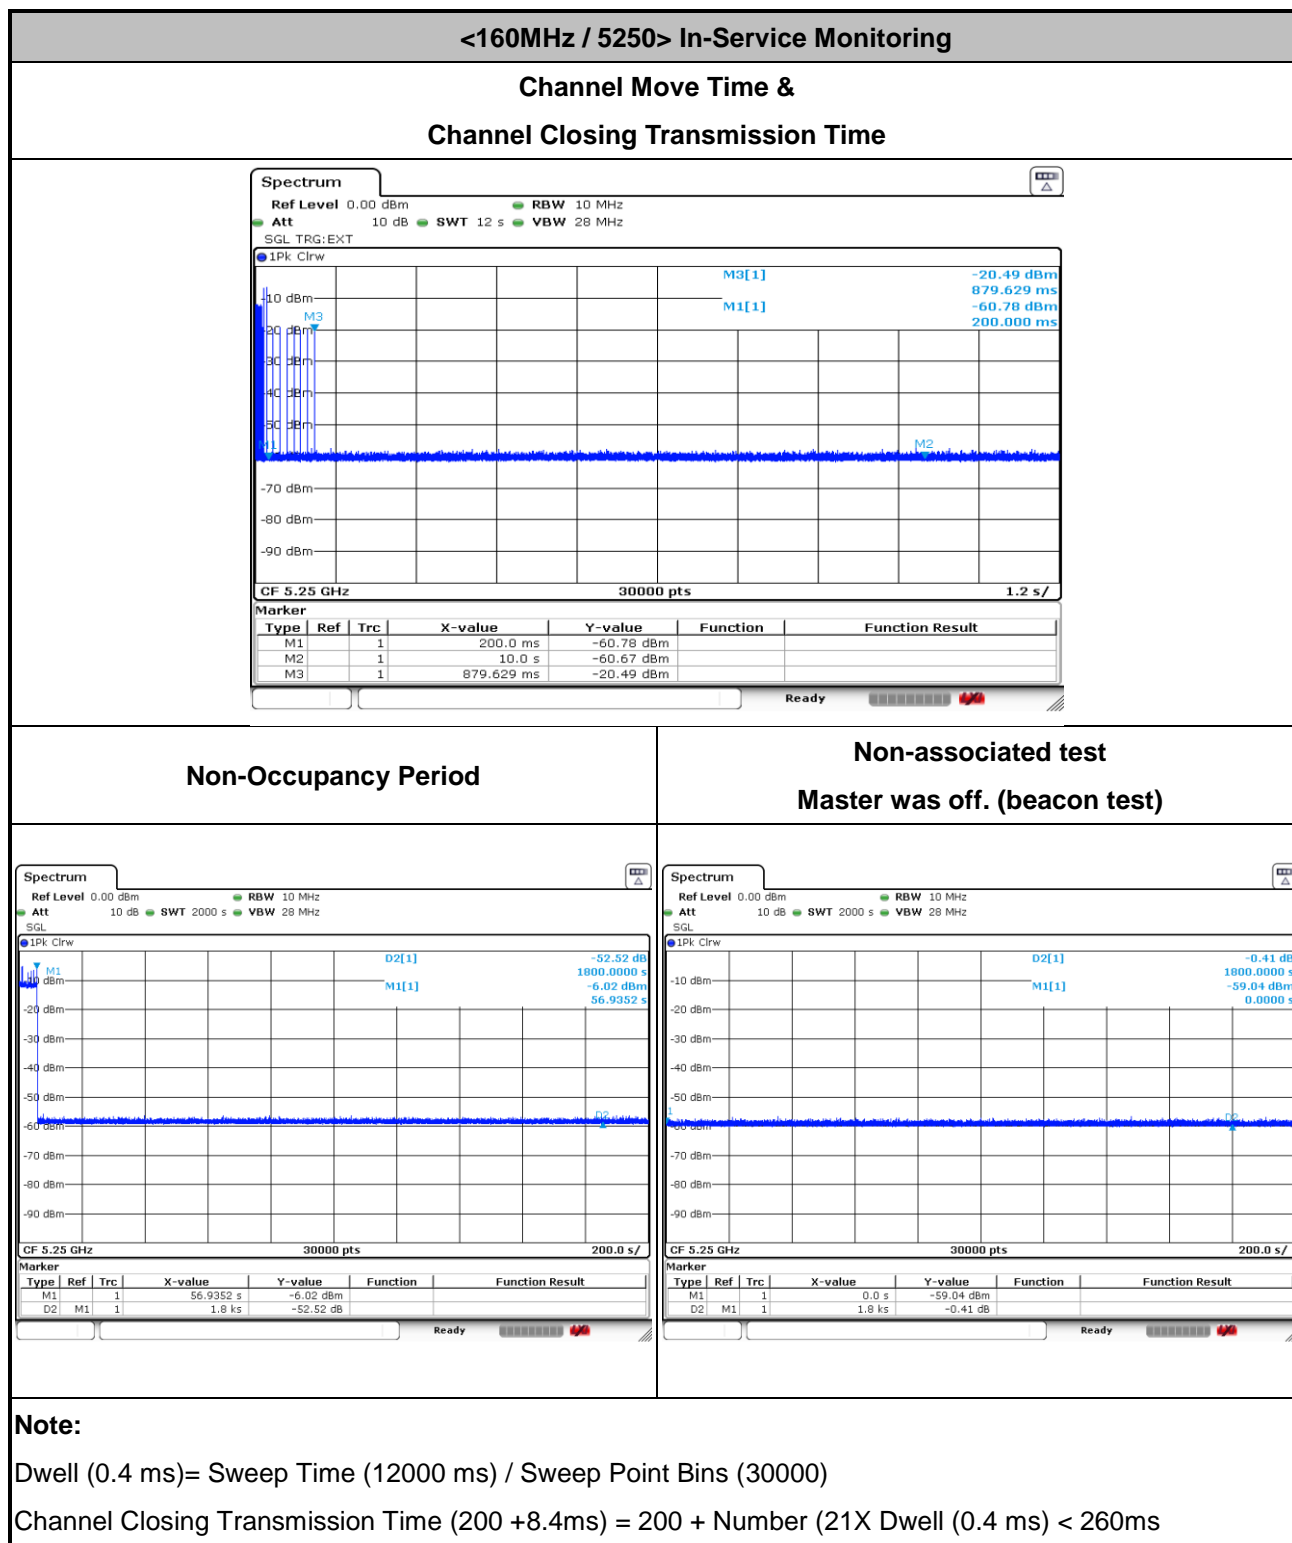 <160MHz / 5250> In-Service Monitoring
Channel Move Time &
Channel Closing Transmission Time
Spectrum
Ref Level 0.00 dBm RBW 10 MHz
Att 10 dB SWT 12 s VBW 28 MHz
SGL TRG:EXT
1Pk Clrw
M3[1] -20.49 dBm
879.629 ms
-10 dBm
M1[1] -60.78 dBm
200.000 ms
M3
-20 dBm
-30 dBm
-40 dBm
-50 dBm
M1 M2
-70 dBm
-80 dBm
-90 dBm
CF 5.25 GHz 30000 pts 1.2 s/
Marker
Type Ref Trc X-value Y-value Function Function Result
M1 1 200.0 ms -60.78 dBm
M2 1 10.0 s -60.67 dBm
M3 1 879.629 ms -20.49 dBm
Ready
Non-Occupancy Period
Non-associated test
Master was off. (beacon test)
Spectrum
Ref Level 0.00 dBm RBW 10 MHz
Att 10 dB SWT 2000 s VBW 28 MHz
SGL
1Pk Clrw
D2[1] -52.52 dB
1800.0000 s
M1
-10 dBm
M1[1] -6.02 dBm
56.9352 s
-20 dBm
-30 dBm
-40 dBm
-50 dBm
D2
-60 dBm
-70 dBm
-80 dBm
-90 dBm
CF 5.25 GHz 30000 pts 200.0 s/
Marker
Type Ref Trc X-value Y-value Function Function Result
M1 1 56.9352 s -6.02 dBm
D2 M1 1 1.8 ks -52.52 dB
Ready
Spectrum
Ref Level 0.00 dBm RBW 10 MHz
Att 10 dB SWT 2000 s VBW 28 MHz
SGL
1Pk Clrw
D2[1] -0.41 dB
1800.0000 s
-10 dBm
M1[1] -59.04 dBm
0.0000 s
-20 dBm
-30 dBm
-40 dBm
-50 dBm
1
D2
-60 dBm
-70 dBm
-80 dBm
-90 dBm
CF 5.25 GHz 30000 pts 200.0 s/
Marker
Type Ref Trc X-value Y-value Function Function Result
M1 1 0.0 s -59.04 dBm
D2 M1 1 1.8 ks -0.41 dB
Ready
Note:
Dwell (0.4 ms)= Sweep Time (12000 ms) / Sweep Point Bins (30000)
Channel Closing Transmission Time (200 +8.4ms) = 200 + Number (21X Dwell (0.4 ms) < 260ms